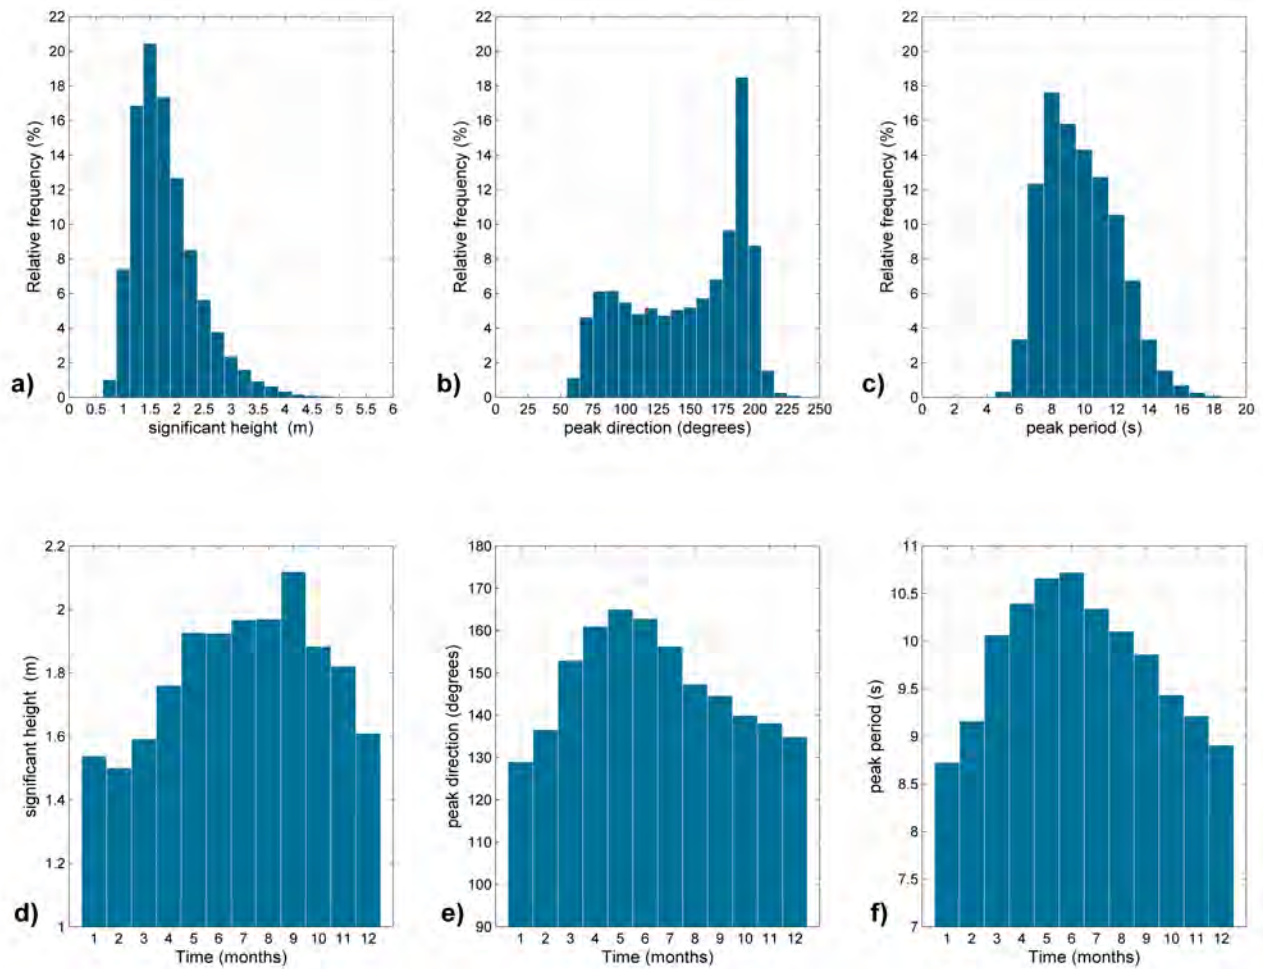 22
20
18
16
14
12
10
8
6
4
2
0
Relative frequency (%)
a)
0 0.5 1 1.5 2 2.5 3 3.5 4 4.5 5 5.5 6
significant height (m)
22
20
18
16
14
12
10
8
6
4
2
0
Relative frequency (%)
b)
50 75 100 125 150 175 200 225 250
peak direction (degrees)
22
20
18
16
14
12
10
8
6
4
2
0
Relative frequency (%)
c)
0 2 4 6 8 10 12 14 16 18 20
peak period (s)
2.2
2
1.8
1.6
1.4
1.2
1
significant height (m)
d)
1 2 3 4 5 6 7 8 9 10 11 12
Time (months)
180
170
160
150
140
130
120
110
100
90
peak direction (degrees)
e)
1 2 3 4 5 6 7 8 9 10 11 12
Time (months)
11
10.5
10
9.5
9
8.5
8
7.5
7
peak period (s)
f)
1 2 3 4 5 6 7 8 9 10 11 12
Time (months)